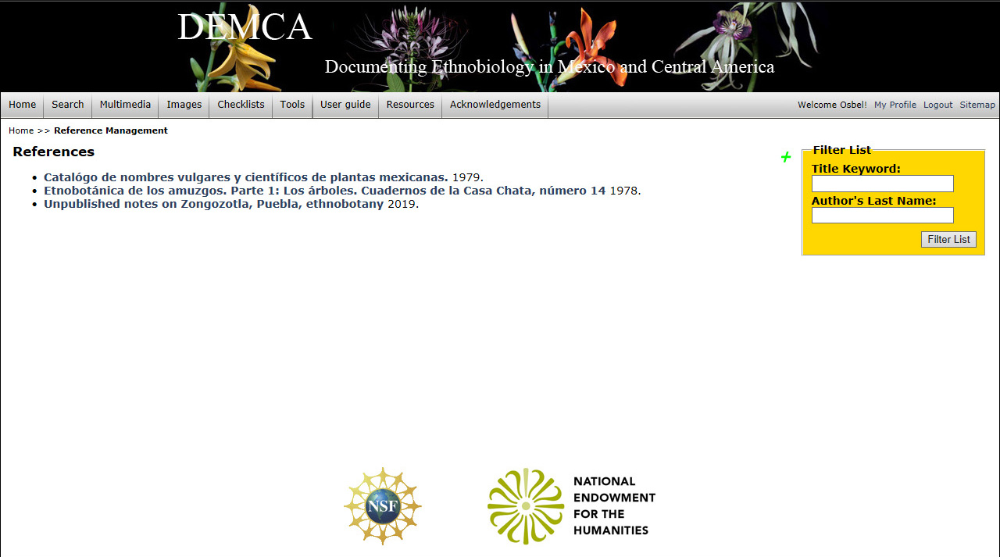 DEMCA
Documenting Ethnobiology in Mexico and Central America
Home Search Multimedia Images Checklists Tools User guide Resources Acknowledgements Welcome Osbel! My Profile Logout Sitemap
Home >> Reference Management
References
• Catalógo de nombres vulgares y científicos de plantas mexicanas. 1979.
• Etnobotánica de los amuzgos. Parte 1: Los árboles. Cuadernos de la Casa Chata, número 14 1978.
• Unpublished notes on Zongozotla, Puebla, ethnobotany 2019.
+
Filter List
Title Keyword:
Author's Last Name:
Filter List
NSF
NATIONAL
ENDOWMENT
FOR THE
HUMANITIES